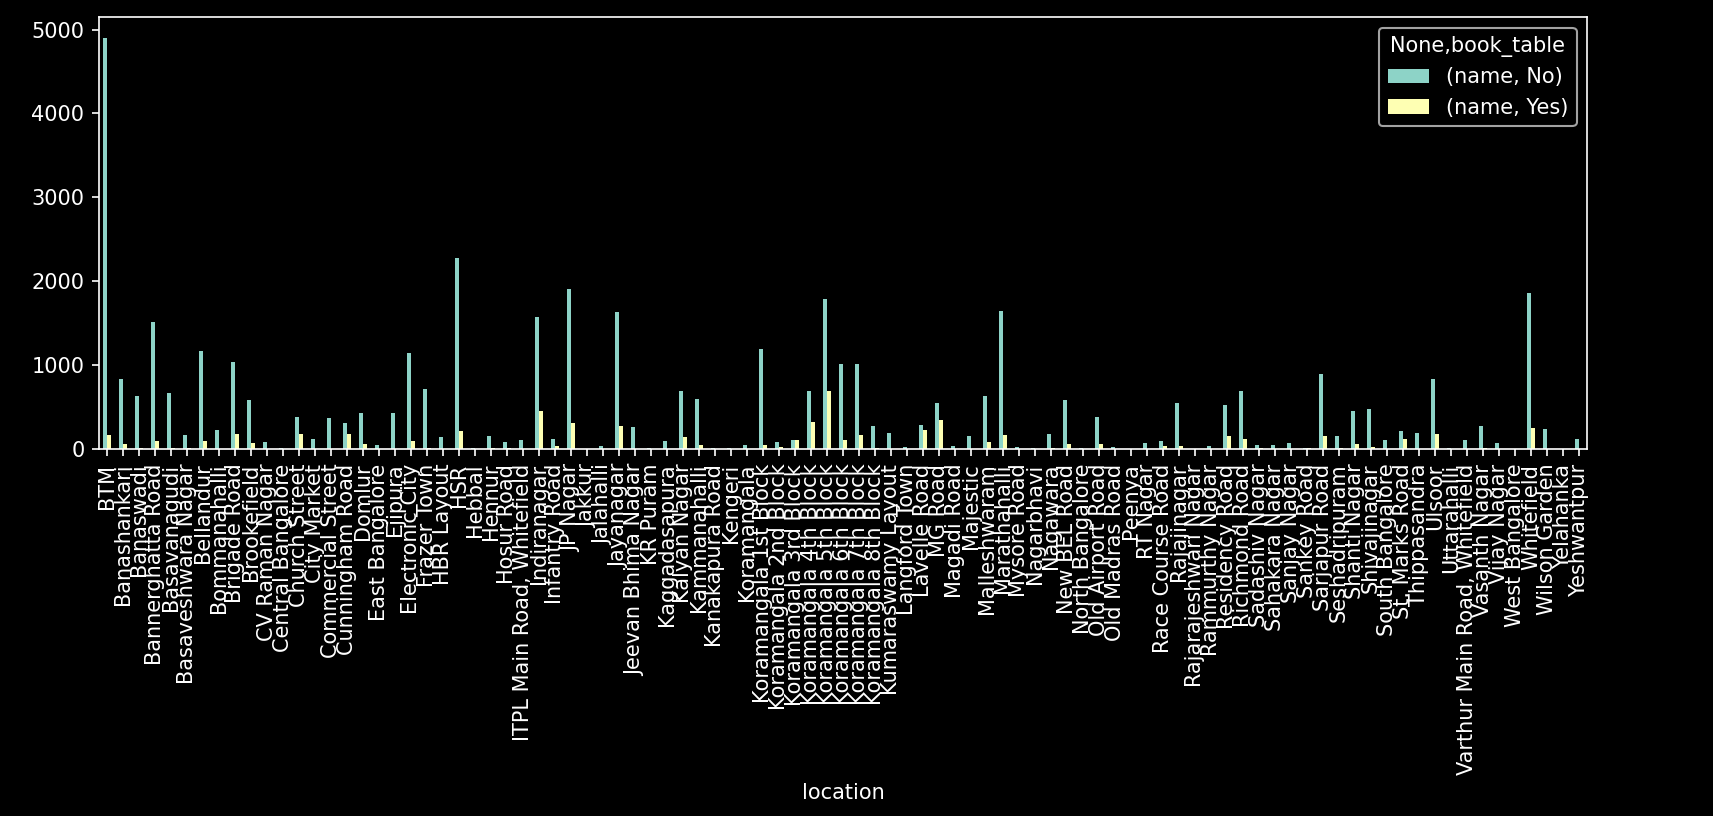 5000
4000
3000
2000
1000
0
None,book_table
(name, No)
(name, Yes)
BTM
Banashankari
Banaswadi
Bannerghatta Road
Basavanagudi
Basaveshwara Nagar
Bellandur
Bommanahalli
Brigade Road
Brookefield
CV Raman Nagar
Central Bangalore
Church Street
City Market
Commercial Street
Cunningham Road
Domlur
East Bangalore
Ejipura
Electronic City
Frazer Town
HBR Layout
HSR
Hebbal
Hennur
Hosur Road
ITPL Main Road, Whitefield
Indiranagar
Infantry Road
JP Nagar
Jakkur
Jalahalli
Jayanagar
Jeevan Bhima Nagar
KR Puram
Kaggadasapura
Kalyan Nagar
Kammanahalli
Kanakapura Road
Kengeri
Koramangala
Koramangala 1st Block
Koramangala 2nd Block
Koramangala 3rd Block
Koramangala 4th Block
Koramangala 5th Block
Koramangala 6th Block
Koramangala 7th Block
Koramangala 8th Block
Kumaraswamy Layout
Langford Town
Lavelle Road
MG Road
Magadi Road
Majestic
Malleshwaram
Marathahalli
Mysore Road
Nagarbhavi
Nagawara
New BEL Road
North Bangalore
Old Airport Road
Old Madras Road
Peenya
RT Nagar
Race Course Road
Rajajinagar
Rajarajeshwari Nagar
Rammurthy Nagar
Residency Road
Richmond Road
Sadashiv Nagar
Sahakara Nagar
Sanjay Nagar
Sankey Road
Sarjapur Road
Seshadripuram
Shanti Nagar
Shivajinagar
South Bangalore
St. Marks Road
Thippasandra
Ulsoor
Uttarahalli
Varthur Main Road, Whitefield
Vasanth Nagar
Vijay Nagar
West Bangalore
Whitefield
Wilson Garden
Yelahanka
Yeshwantpur
location